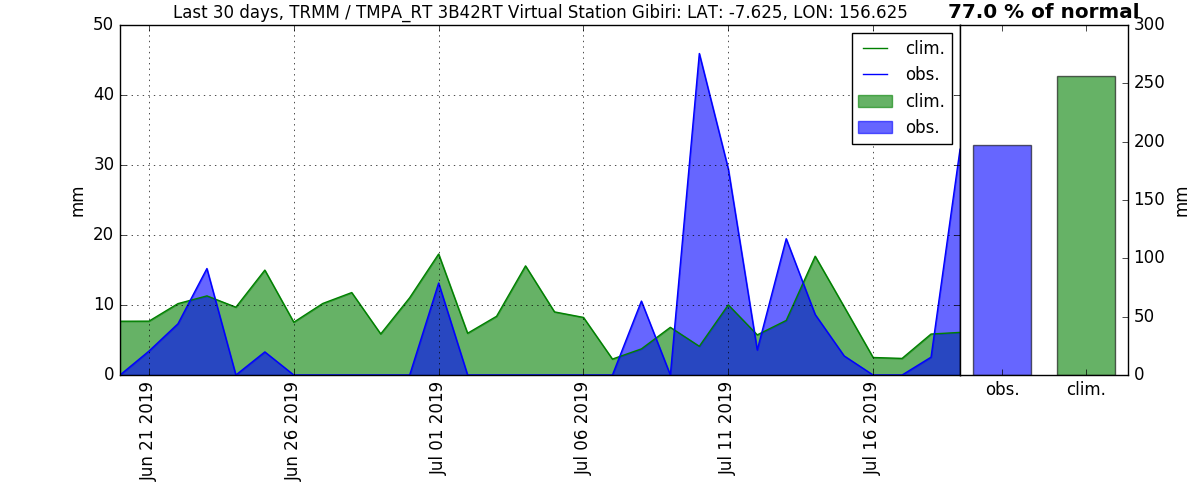 Last 30 days, TRMM / TMPA_RT 3B42RT Virtual Station Gibiri: LAT: -7.625, LON: 156.625
77.0 % of normal
50
40
30
20
10
0
mm
clim.
obs.
clim.
obs.
Jun 21 2019
Jun 26 2019
Jul 01 2019
Jul 06 2019
Jul 11 2019
Jul 16 2019
300
250
200
150
100
50
0
mm
obs.
clim.